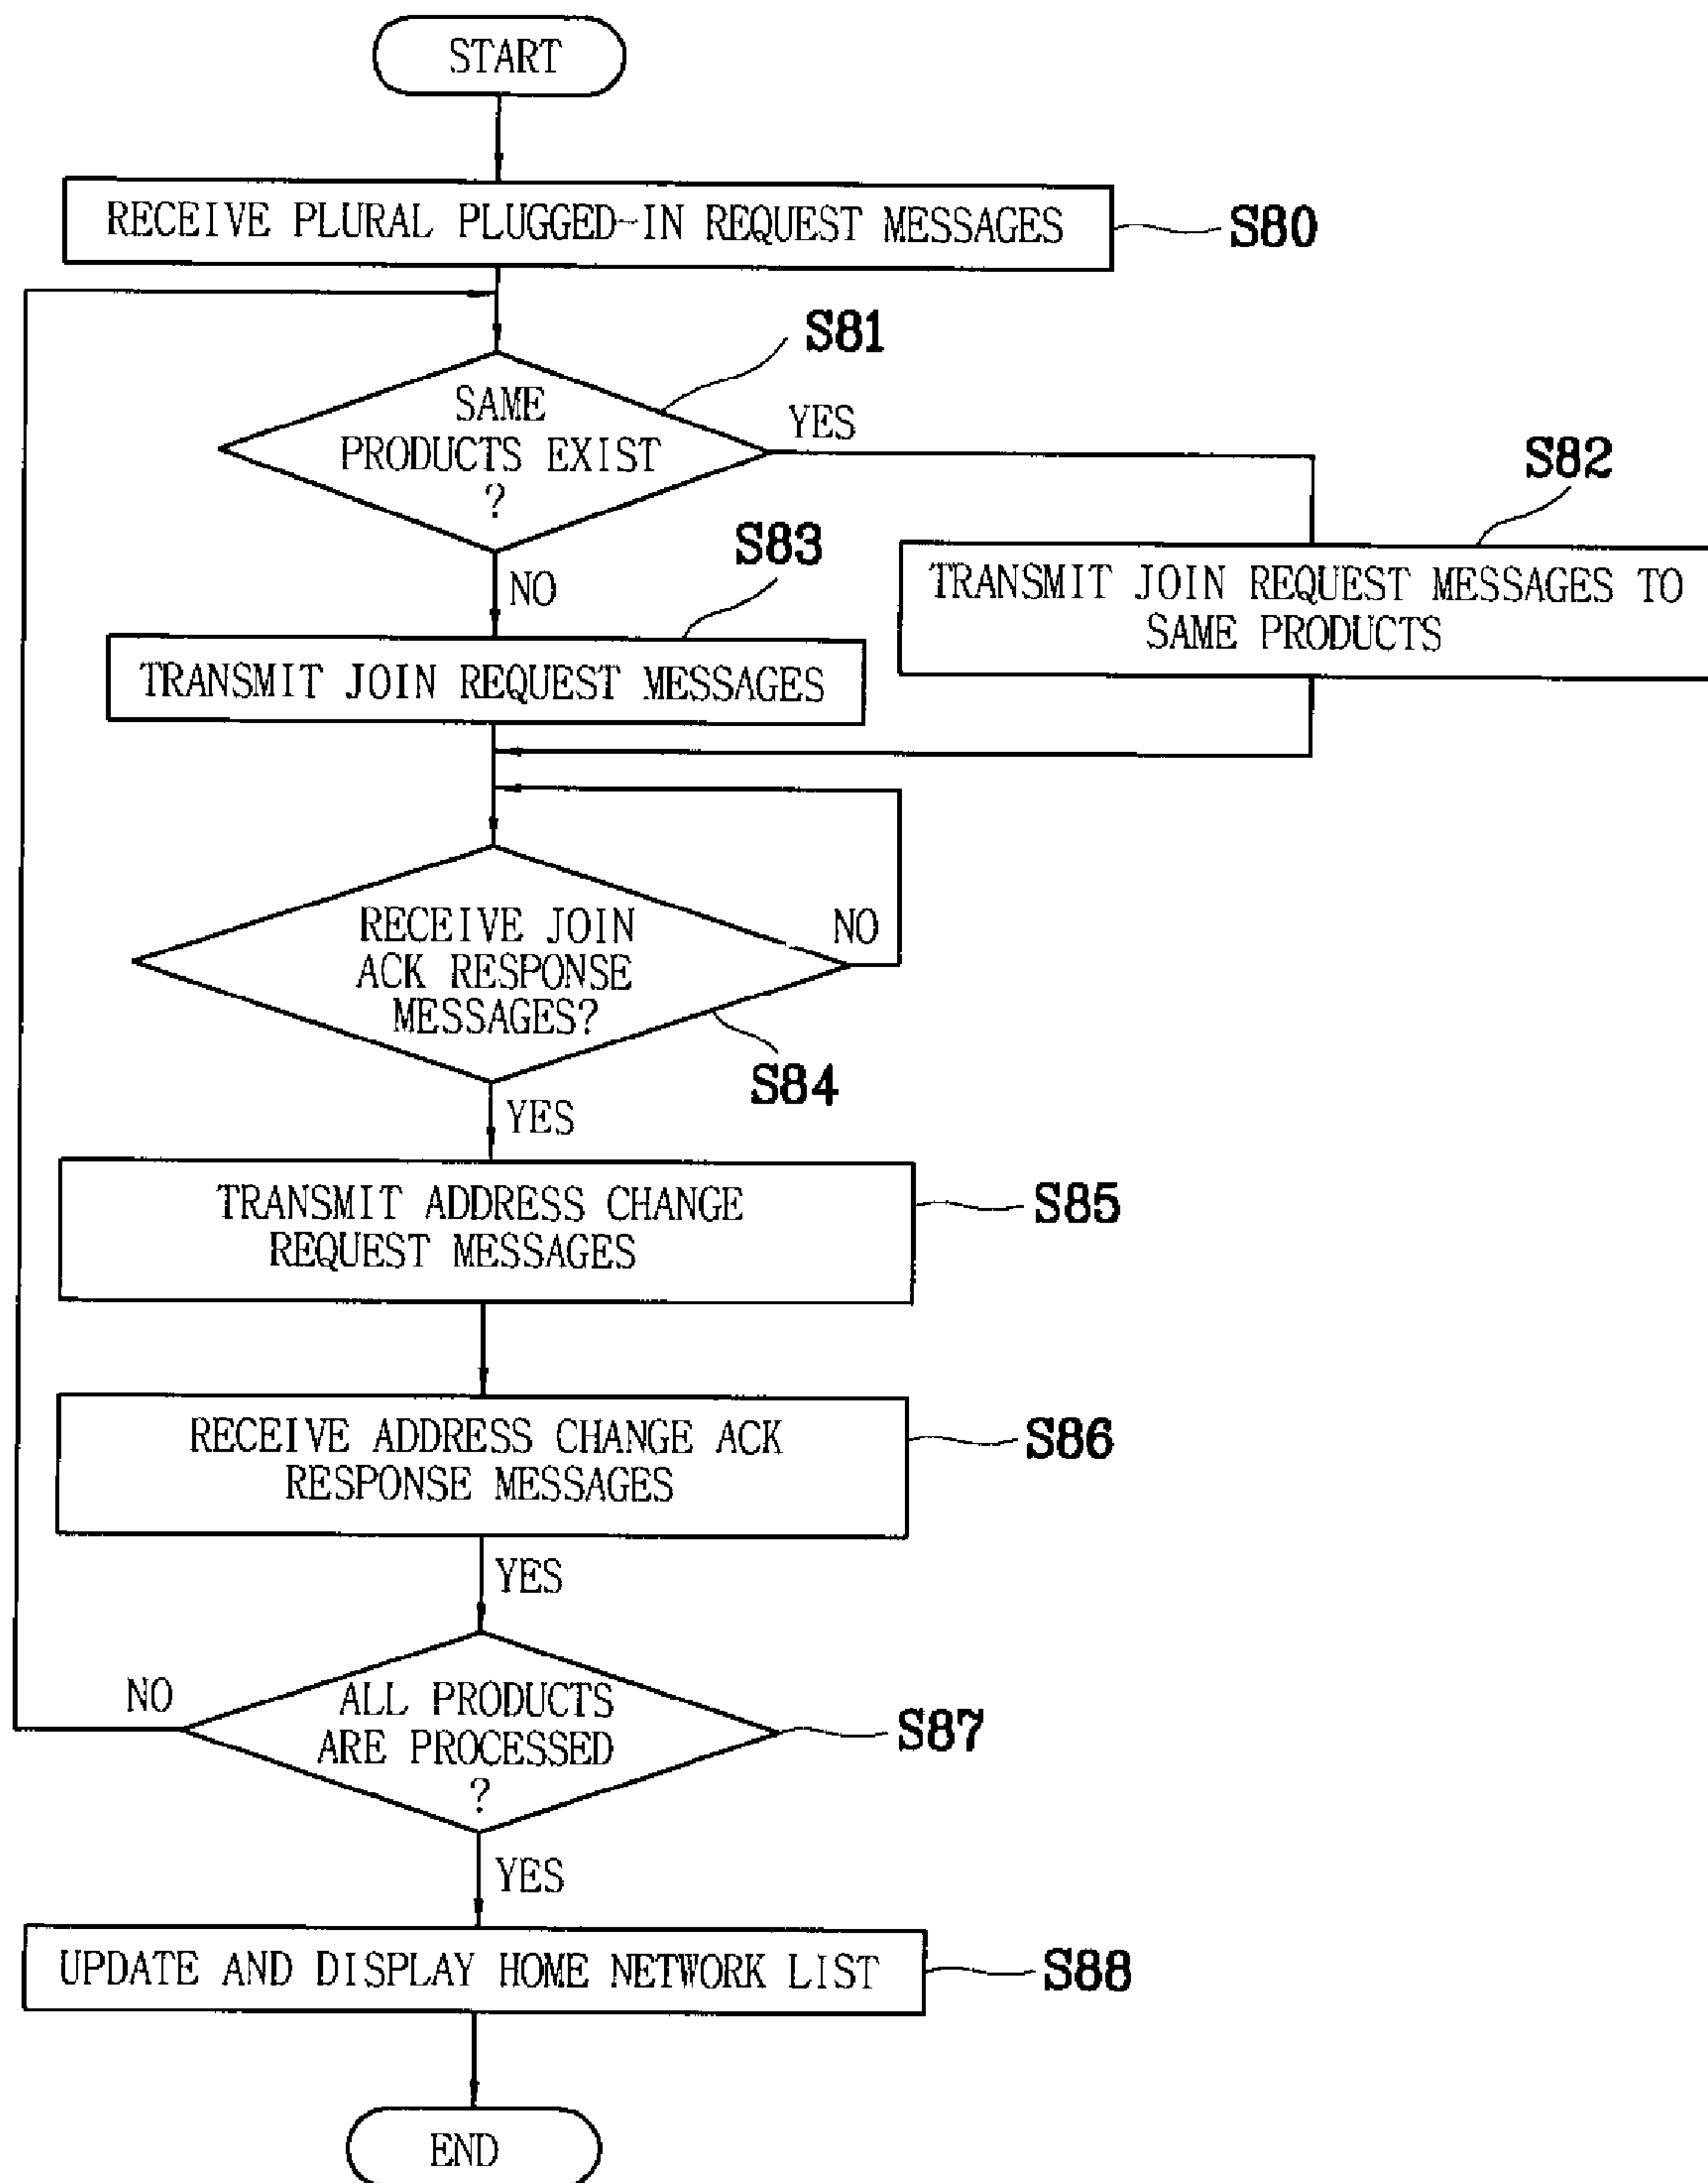 START
RECEIVE PLURAL PLUGGED-IN REQUEST MESSAGES
S80
S81
SAME
PRODUCTS EXIST
?
YES
S82
TRANSMIT JOIN REQUEST MESSAGES TO
SAME PRODUCTS
NO
S83
TRANSMIT JOIN REQUEST MESSAGES
RECEIVE JOIN
ACK RESPONSE
MESSAGES?
NO
S84
YES
TRANSMIT ADDRESS CHANGE
REQUEST MESSAGES
S85
RECEIVE ADDRESS CHANGE ACK
RESPONSE MESSAGES
S86
YES
NO
ALL PRODUCTS
ARE PROCESSED
?
S87
YES
UPDATE AND DISPLAY HOME NETWORK LIST
S88
END